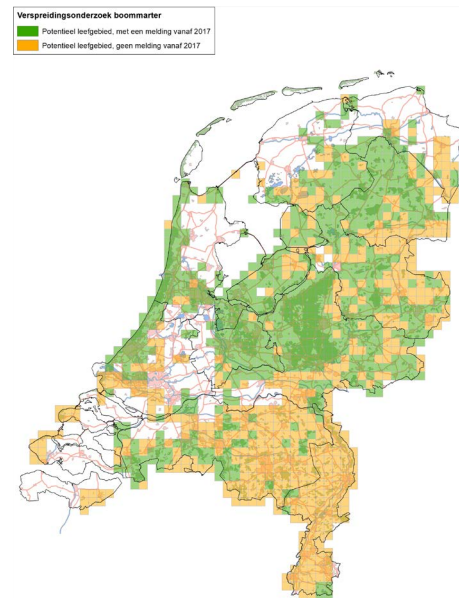 Verspreidingsonderzoek boommarter
Potentieel leefgebied, met een melding vanaf 2017
Potentieel leefgebied, geen melding vanaf 2017